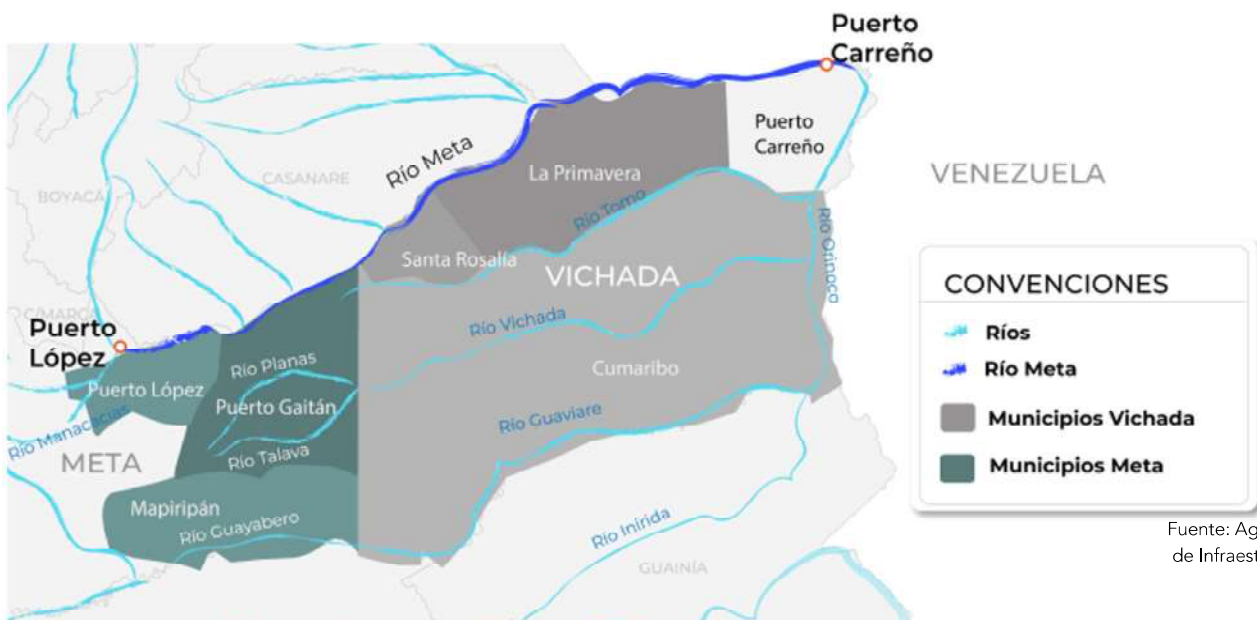 Puerto
Carreño
Puerto
Carreño
VENEZUELA
Río Meta
La Primavera
CASANARE
BOYACÁ
Río Tomo
Río Orinoco
Santa Rosalía
VICHADA
CONVENCIONES
Ríos
Río Meta
Municipios Vichada
Municipios Meta
Puerto
López
Río Vichada
Cumaribo
Río Planas
Puerto López
Puerto Gaitán
Río Guaviare
Río Manacacias
META
Río Talava
Mapiripán
Río Guayabero
Río Inirida
GUAINÍA
Fuente: Ag
de Infraest